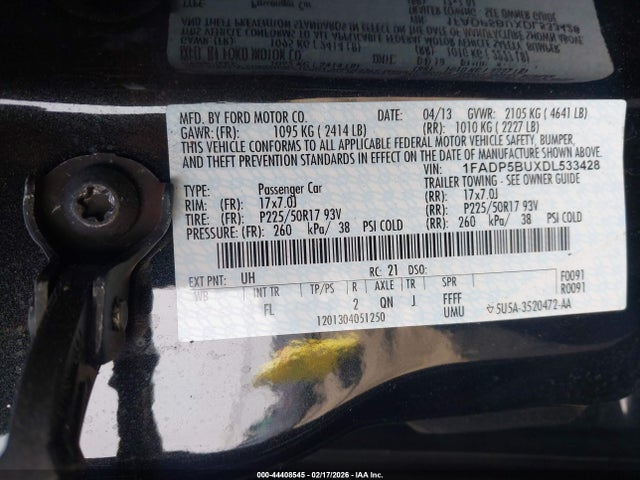 MFD. BY FORD MOTOR CO. DATE: 04/13 GVWR: 2105 KG ( 4641 LB)
GAWR: (FR): 1095 KG ( 2414 LB) (RR): 1010 KG ( 2227 LB)
THIS VEHICLE CONFORMS TO ALL APPLICABLE FEDERAL MOTOR VEHICLE SAFETY, BUMPER,
AND THEFT PREVENTION STANDARDS IN EFFECT ON THE DATE OF MANUFACTURE SHOWN ABOVE.
VIN: 1FADP5BUXDL533428
TYPE: Passenger Car TRAILER TOWING - SEE OWNER GUIDE
RIM: (FR): 17x7.0J (RR): 17x7.0J
TIRE: (FR): P225/50R17 93V (RR): P225/50R17 93V
PRESSURE: (FR): 260 kPa/ 38 PSI COLD (RR): 260 kPa/ 38 PSI COLD
EXT PNT: UH RC: 21 DSO: F0091
WB INT TR TP/PS R AXLE TR SPR R0091
FL 2 QN J FFFF
1201304051250 UMU 5U5A-3520472-AA
000-44408545 - 02/17/2026 - IAA Inc.